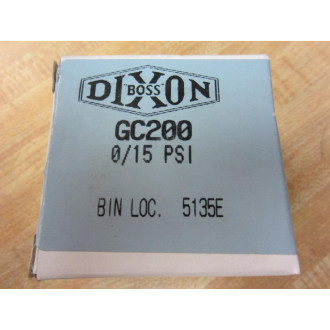 DIXON
BOSS
GC200
0/15 PSI
BIN LOC. 5135E